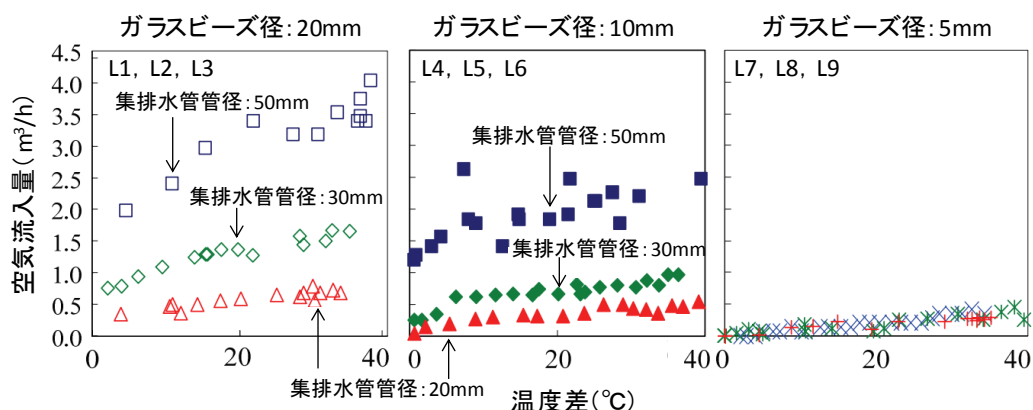 ガラスビーズ径:20mm
ガラスビーズ径:10mm
ガラスビーズ径:5mm
空気流入量(m³/h)
4.5
4.0
3.5
3.0
2.5
2.0
1.5
1.0
0.5
0.0
L1, L2, L3
集排水管管径:50mm
集排水管管径:30mm
集排水管管径:20mm
0
20
40
L4, L5, L6
集排水管管径:50mm
集排水管管径:30mm
0
20
40
L7, L8, L9
0
20
40
温度差(℃)